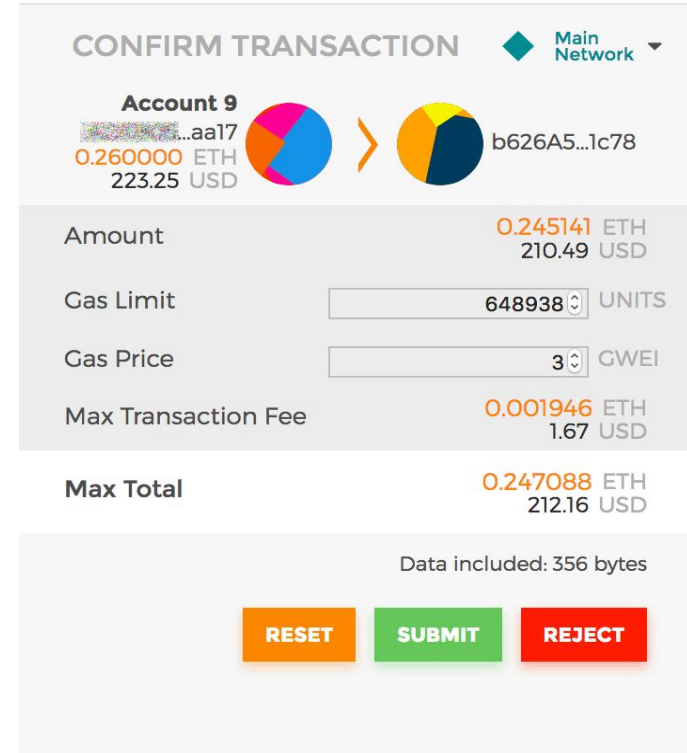 CONFIRM TRANSACTION
Main
Network
Account 9
...aa17
0.260000 ETH
223.25 USD
b626A5...1c78
Amount
0.245141 ETH
210.49 USD
Gas Limit
648938 UNITS
Gas Price
3 GWEI
Max Transaction Fee
0.001946 ETH
1.67 USD
Max Total
0.247088 ETH
212.16 USD
Data included: 356 bytes
RESET SUBMIT REJECT